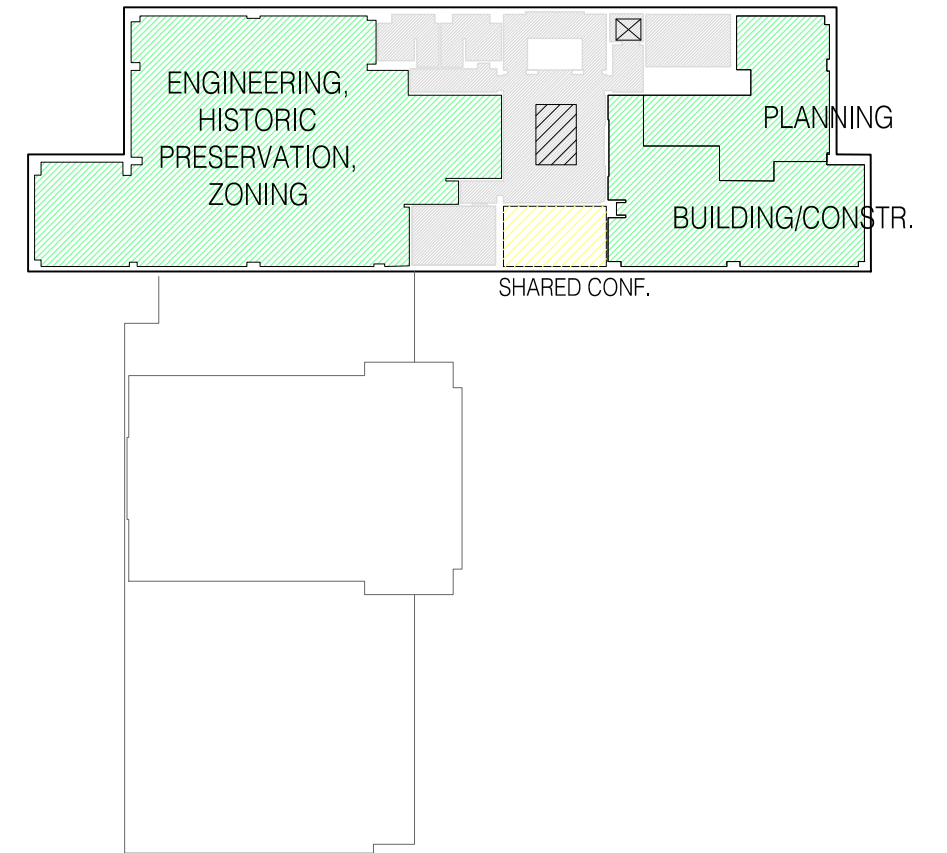 ENGINEERING,
HISTORIC
PRESERVATION,
ZONING
PLANNING
BUILDING/CONSTR.
SHARED CONF.